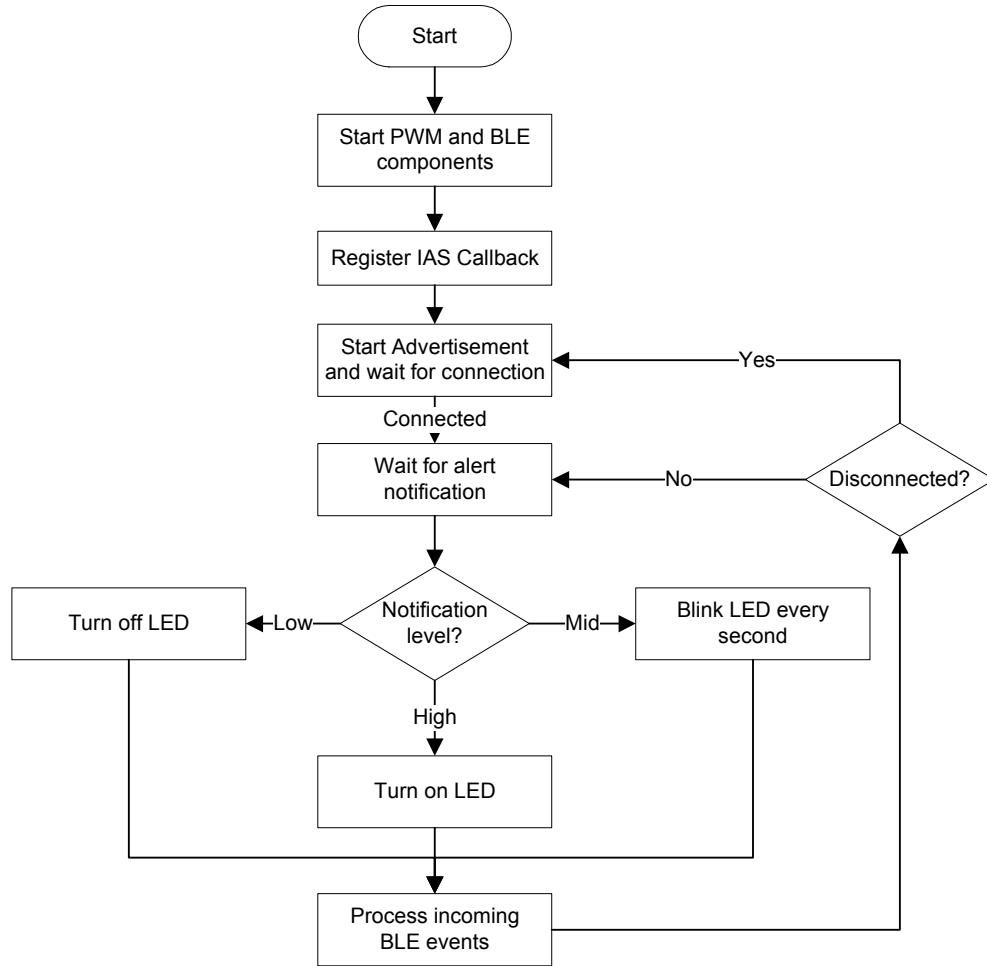 Start
Start PWM and BLE
components
Register IAS Callback
Start Advertisement
and wait for connection
Yes
Connected
Wait for alert
notification
No
Disconnected?
Turn off LED
Low
Notification
level?
Mid
Blink LED every
second
High
Turn on LED
Process incoming
BLE events